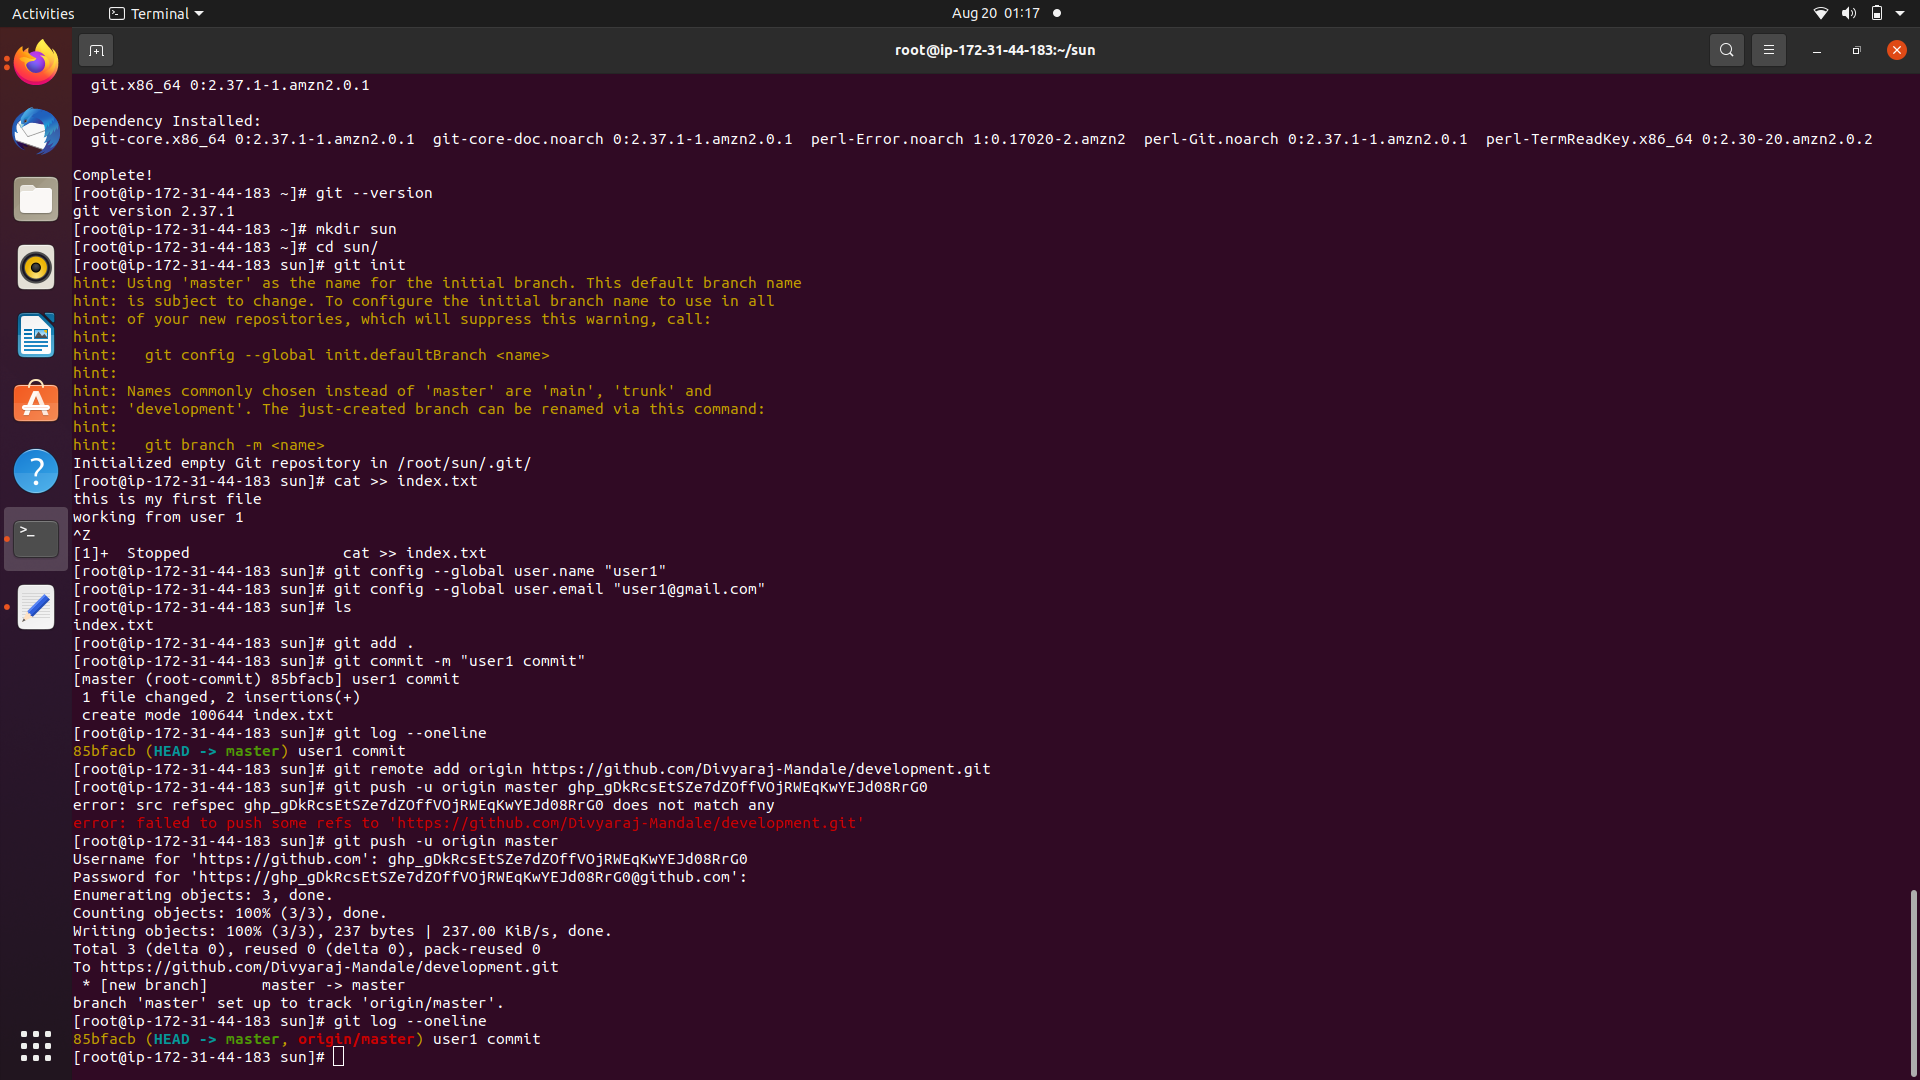 Activities Terminal Aug 20 01:17
root@ip-172-31-44-183:~/sun
git.x86_64 0:2.37.1-1.amzn2.0.1
Dependency Installed:
git-core.x86_64 0:2.37.1-1.amzn2.0.1 git-core-doc.noarch 0:2.37.1-1.amzn2.0.1 perl-Error.noarch 1:0.17020-2.amzn2 perl-Git.noarch 0:2.37.1-1.amzn2.0.1 perl-TermReadKey.x86_64 0:2.30-20.amzn2.0.2
Complete!
[root@ip-172-31-44-183 ~]# git --version
git version 2.37.1
[root@ip-172-31-44-183 ~]# mkdir sun
[root@ip-172-31-44-183 ~]# cd sun/
[root@ip-172-31-44-183 sun]# git init
hint: Using 'master' as the name for the initial branch. This default branch name
hint: is subject to change. To configure the initial branch name to use in all
hint: of your new repositories, which will suppress this warning, call:
hint:
hint: git config --global init.defaultBranch <name>
hint:
hint: Names commonly chosen instead of 'master' are 'main', 'trunk' and
hint: 'development'. The just-created branch can be renamed via this command:
hint:
hint: git branch -m <name>
Initialized empty Git repository in /root/sun/.git/
[root@ip-172-31-44-183 sun]# cat >> index.txt
this is my first file
working from user 1
^Z
[1]+ Stopped cat >> index.txt
[root@ip-172-31-44-183 sun]# git config --global user.name "user1"
[root@ip-172-31-44-183 sun]# git config --global user.email "user1@gmail.com"
[root@ip-172-31-44-183 sun]# ls
index.txt
[root@ip-172-31-44-183 sun]# git add .
[root@ip-172-31-44-183 sun]# git commit -m "user1 commit"
[master (root-commit) 85bfacb] user1 commit
1 file changed, 2 insertions(+)
create mode 100644 index.txt
[root@ip-172-31-44-183 sun]# git log --oneline
85bfacb (HEAD -> master) user1 commit
[root@ip-172-31-44-183 sun]# git remote add origin https://github.com/Divyaraj-Mandale/development.git
[root@ip-172-31-44-183 sun]# git push -u origin master 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
error: src refspec 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 does not match any
error: failed to push some refs to 'https://github.com/Divyaraj-Mandale/development.git'
[root@ip-172-31-44-183 sun]# git push -u origin master
Username for 'https://github.com': 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
Password for 'https://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@github.com':
Enumerating objects: 3, done.
Counting objects: 100% (3/3), done.
Writing objects: 100% (3/3), 237 bytes | 237.00 KiB/s, done.
Total 3 (delta 0), reused 0 (delta 0), pack-reused 0
To https://github.com/Divyaraj-Mandale/development.git
* [new branch] master -> master
branch 'master' set up to track 'origin/master'.
[root@ip-172-31-44-183 sun]# git log --oneline
85bfacb (HEAD -> master, origin/master) user1 commit
[root@ip-172-31-44-183 sun]#